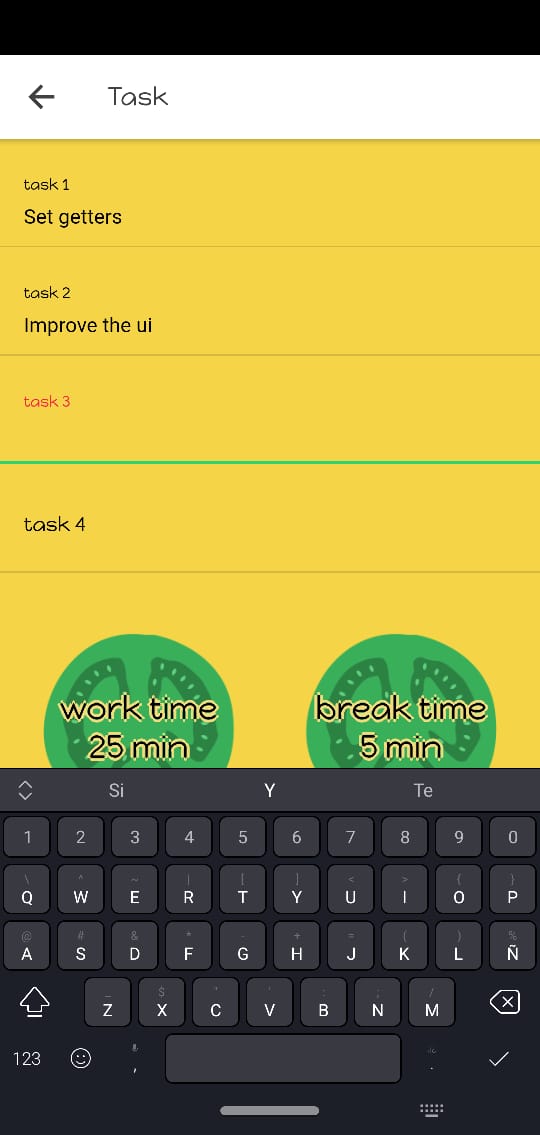 Task
task 1
Set getters
task 2
Improve the ui
task 3
task 4
work time
25 min
break time
5 min
Si Y Te
1 2 3 4 5 6 7 8 9 0
\ ^ ~ | [ ] < > { }
Q W E R T Y U I O P
@ # & * - + = ( ) %
A S D F G H J K L Ñ
_ $ " ' : ; /
Z X C V B N M
123 , .